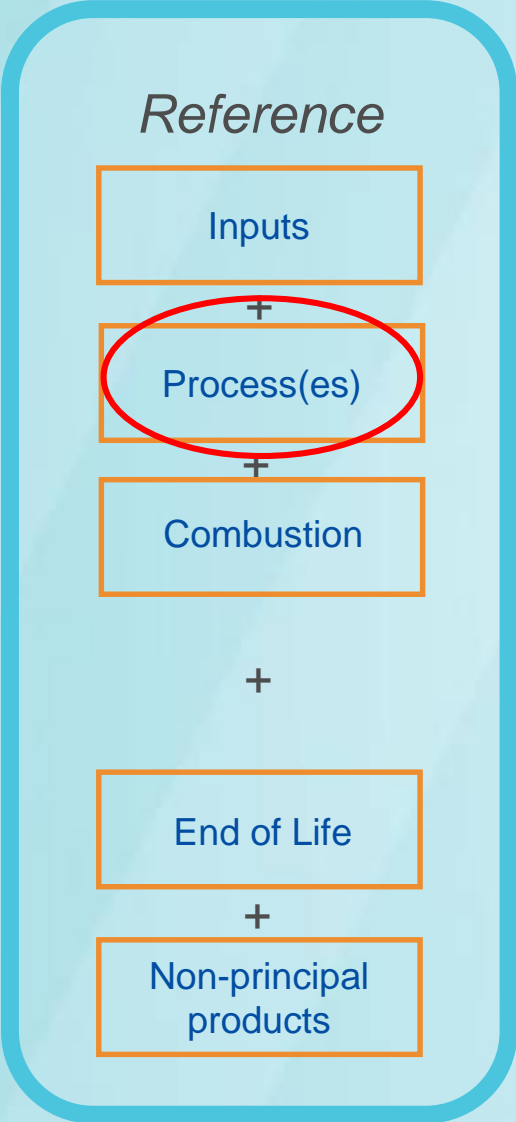 Reference
Inputs
+
Process(es)
+
Combustion
+
End of Life
+
Non-principal
products